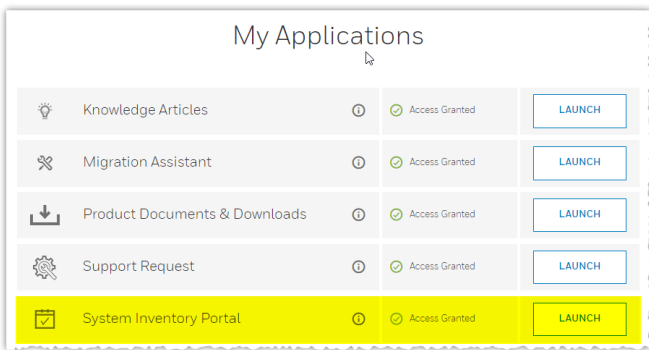 My Applications
Knowledge Articles Access Granted LAUNCH
Migration Assistant Access Granted LAUNCH
Product Documents & Downloads Access Granted LAUNCH
Support Request Access Granted LAUNCH
System Inventory Portal Access Granted LAUNCH